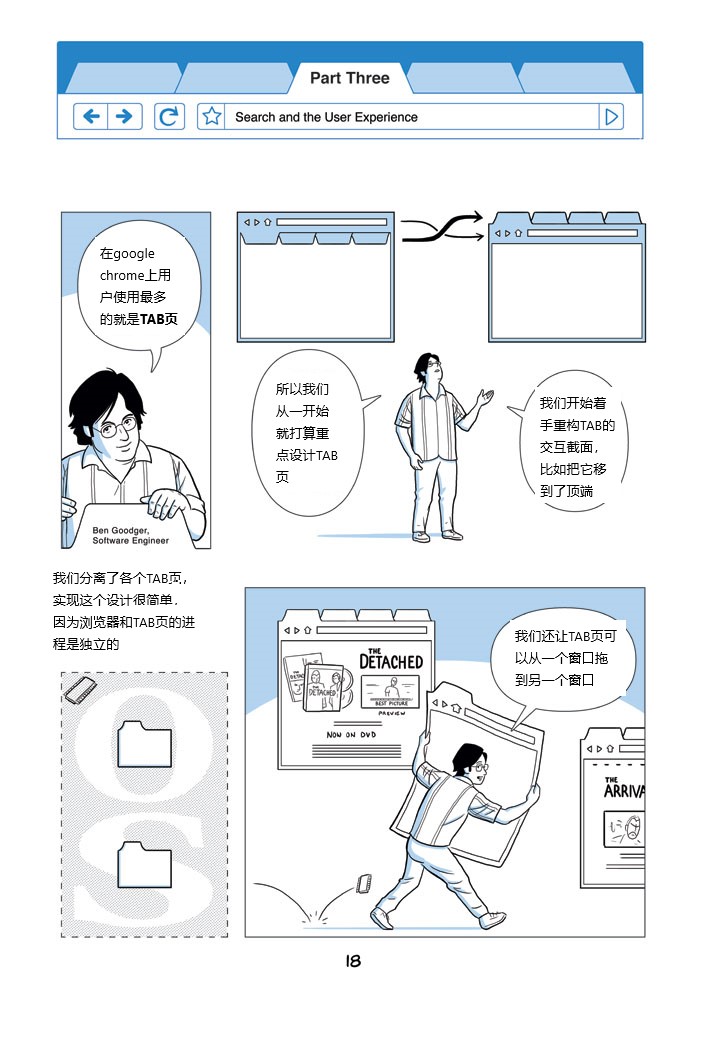 Part Three
Search and the User Experience
在google
chrome上用
户使用最多
的就是TAB页
Ben Goodger,
Software Engineer
所以我们
从一开始
就打算重
点设计TAB
页
我们开始着
手重构TAB的
交互截面，
比如把它移
到了顶端
我们分离了各个TAB页，
实现这个设计很简单．
因为浏览器和TAB页的进
程是独立的
OS
我们还让TAB页可
以从一个窗口拖
到另一个窗口
THE
DETACHED
THE
DETACHED
BEST PICTURE
PREVIEW
NOW ON DVD
THE
ARRIVA
18